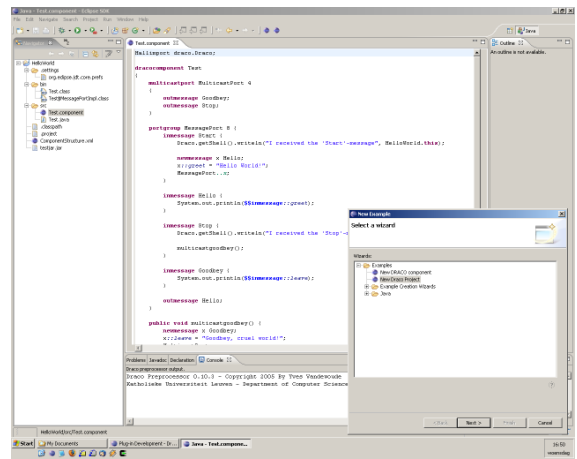 Java - Test.component - Eclipse SDK
File Edit Navigate Search Project Run Window Help
Java
Test.component
Outline
An outline is not available.
HelloWorld
.settings
org.eclipse.jdt.core.prefs
bin
Test.class
Test$MessagePortImpl.class
src
Test.component
Test.java
.classpath
.project
ComponentStructure.xml
testjar.jar
Hallimport draco.Draco;
dracocomponent Test
{
multicastport MulticastPort 4
{
outmessage Goodbey;
outmessage Stop;
}
portgroup MessagePort 8 {
inmessage Start {
Draco.getShell().writeln("I received the 'Start'-message", HelloWorld.this);
newmessage x Hello;
x::greet = "Hello World!";
MessagePort..x;
}
inmessage Hello {
System.out.println($$inmessage::greet);
}
inmessage Stop {
Draco.getShell().writeln("I received the 'Stop'-
multicastgoodbey();
}
inmessage Goodbey {
System.out.println($$inmessage::leave);
}
outmessage Hello;
}
public void multicastgoodbey() {
newmessage x Goodbey;
x::leave = "Goodbey, cruel world!";
New Example
Select a wizard
Wizards:
Examples
New DRACO component
New Draco Project
Example Creation Wizards
Java
< Back
Next >
Finish
Cancel
Problems Javadoc Declaration Console
Draco preprocessor output.
Draco Preprocessor 0.10.3 - Copyright 2005 By Yves Vandewoude
Katholieke Universiteit Leuven - Department of Computer Science
HelloWorld/src/Test.component
Start
My Documents
Plug-in Development - Dr...
Java - Test.compone...
16:50
woensdag